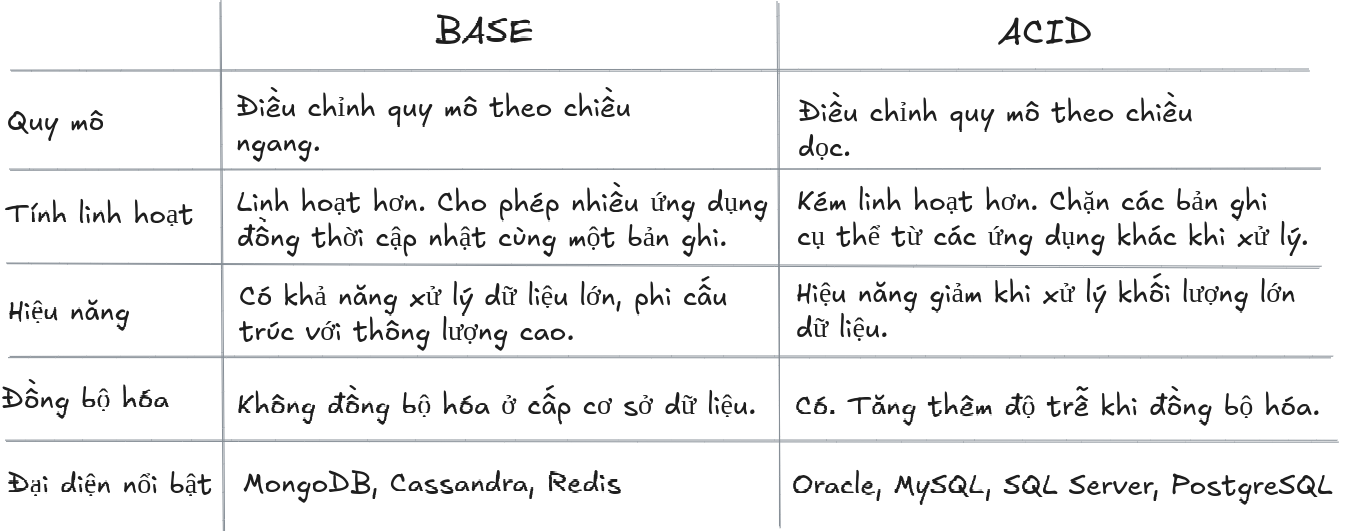 BASE
ACID
Quy mô
Điều chỉnh quy mô theo chiều
ngang.
Điều chỉnh quy mô theo chiều
dọc.
Tính linh hoạt
Linh hoạt hơn. Cho phép nhiều ứng dụng
đồng thời cập nhật cùng một bản ghi.
Kém linh hoạt hơn. Chặn các bản ghi
cụ thể từ các ứng dụng khác khi xử lý.
Hiệu năng
Có khả năng xử lý dữ liệu lớn, phi cấu
trúc với thông lượng cao.
Hiệu năng giảm khi xử lý khối lượng lớn
dữ liệu.
Đồng bộ hóa
Không đồng bộ hóa ở cấp cơ sở dữ liệu.
Có. Tăng thêm độ trễ khi đồng bộ hóa.
Đại diện nổi bật
MongoDB, Cassandra, Redis
Oracle, MySQL, SQL Server, PostgreSQL